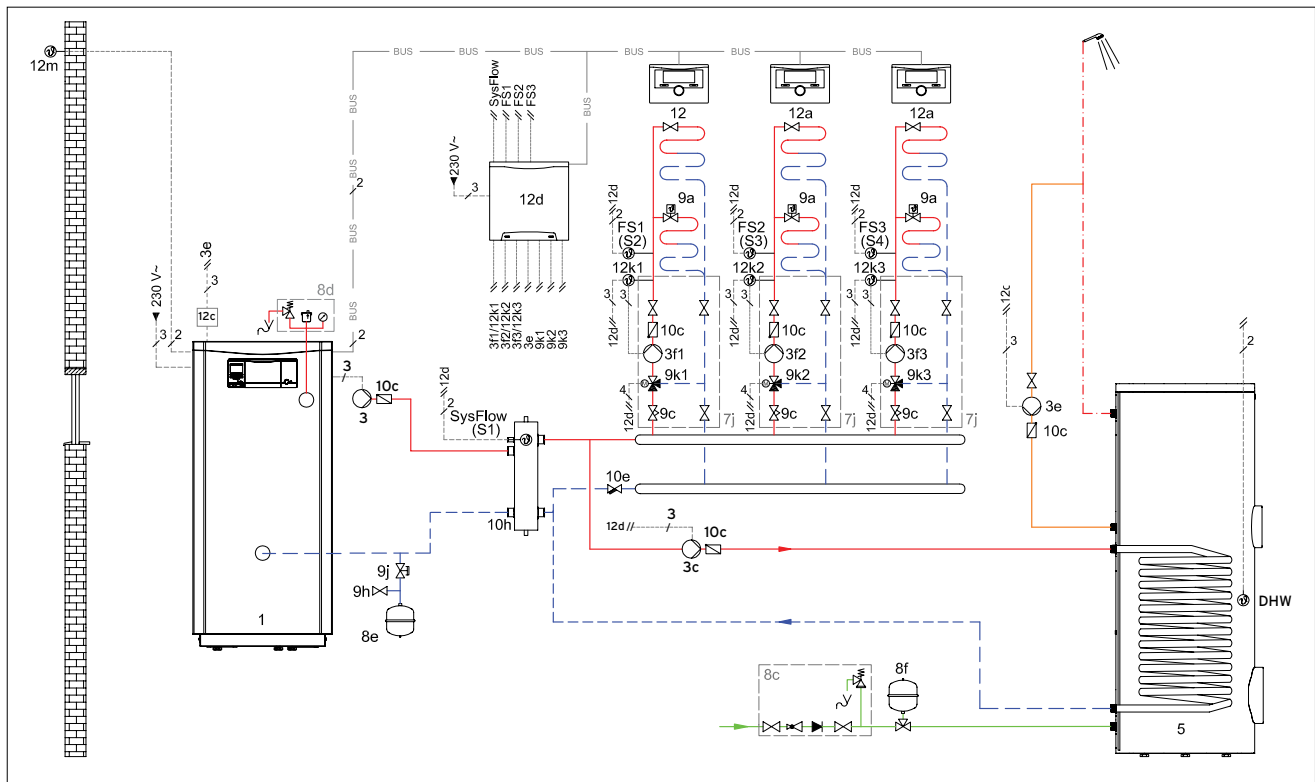 BUS BUS BUS BUS BUS BUS BUS
12m
SysFlow
FS1
FS2
FS3
BUS
BUS
BUS
BUS
2
12 12a 12a
230 V~
3
12d
3e
3
8d
230 V~
3
2
12c
2
12d
2
9a
FS1
(S2)
12k1
12d
2
9a
FS2
(S3)
12k2
12d
2
9a
FS3
(S4)
12k3
3f1/12k1
3f2/12k2
3f3/12k3
3e
9k1
9k2
9k3
3
3
12d
10c
3f1
9k1
4
12d
9c
7j
3
3
12d
10c
3f2
9k2
4
12d
9c
7j
3
3
12d
10c
3f3
9k3
4
12d
9c
7j
12c
3
3e
10c
2
3
3
10c
12d
2
SysFlow
(S1)
10e
10h
12d
3
3c
10c
9j
9h
8e
1
DHW
8c
8f
5